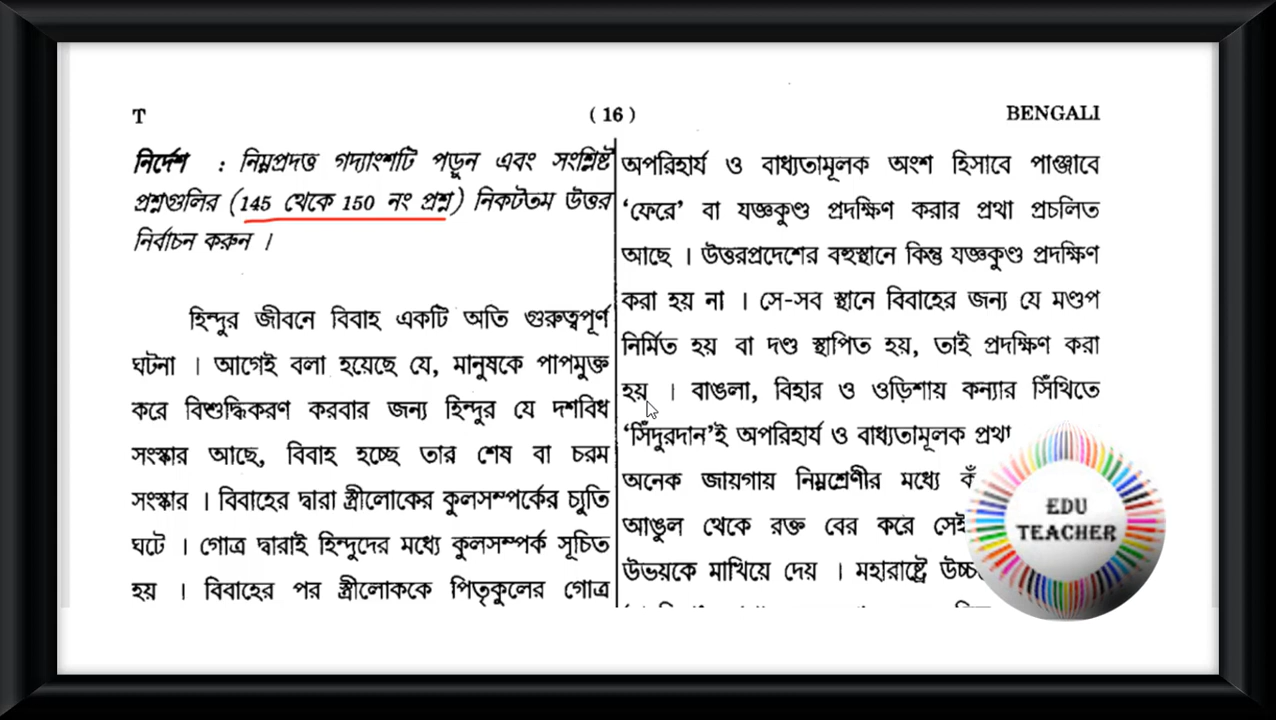 T
( 16 )
BENGALI
নির্দেশ : নিম্নপ্রদত্ত গদ্যাংশটি পড়ুন এবং সংশ্লিষ্ট
প্রশ্নগুলির (145 থেকে 150 নং প্রশ্ন) নিকটতম উত্তর
নির্বাচন করুন ।
হিন্দুর জীবনে বিবাহ একটি অতি গুরুত্বপূর্ণ
ঘটনা । আগেই বলা হয়েছে যে, মানুষকে পাপমুক্ত
করে বিশুদ্ধিকরণ করবার জন্য হিন্দুর যে দশবিধ
সংস্কার আছে, বিবাহ হচ্ছে তার শেষ বা চরম
সংস্কার । বিবাহের দ্বারা স্ত্রীলোকের কুলসম্পর্কের চ্যুতি
ঘটে । গোত্র দ্বারাই হিন্দুদের মধ্যে কুলসম্পর্ক সূচিত
হয় । বিবাহের পর স্ত্রীলোককে পিতৃকুলের গোত্র
অপরিহার্য ও বাধ্যতামূলক অংশ হিসাবে পাঞ্জাবে
‘ফেরে’ বা যজ্ঞকুণ্ড প্রদক্ষিণ করার প্রথা প্রচলিত
আছে । উত্তরপ্রদেশের বহুস্থানে কিন্তু যজ্ঞকুণ্ড প্রদক্ষিণ
করা হয় না । সে-সব স্থানে বিবাহের জন্য যে মণ্ডপ
নির্মিত হয় বা দণ্ড স্থাপিত হয়, তাই প্রদক্ষিণ করা
হয় । বাঙলা, বিহার ও ওড়িশায় কন্যার সিঁথিতে
‘সিঁদুরদান’ই অপরিহার্য ও বাধ্যতামূলক প্রথা
অনেক জায়গায় নিম্নশ্রেণীর মধ্যে
আঙুল থেকে রক্ত বের করে সেই
উভয়কে মাখিয়ে দেয় । মহারাষ্ট্রে
EDU
TEACHER